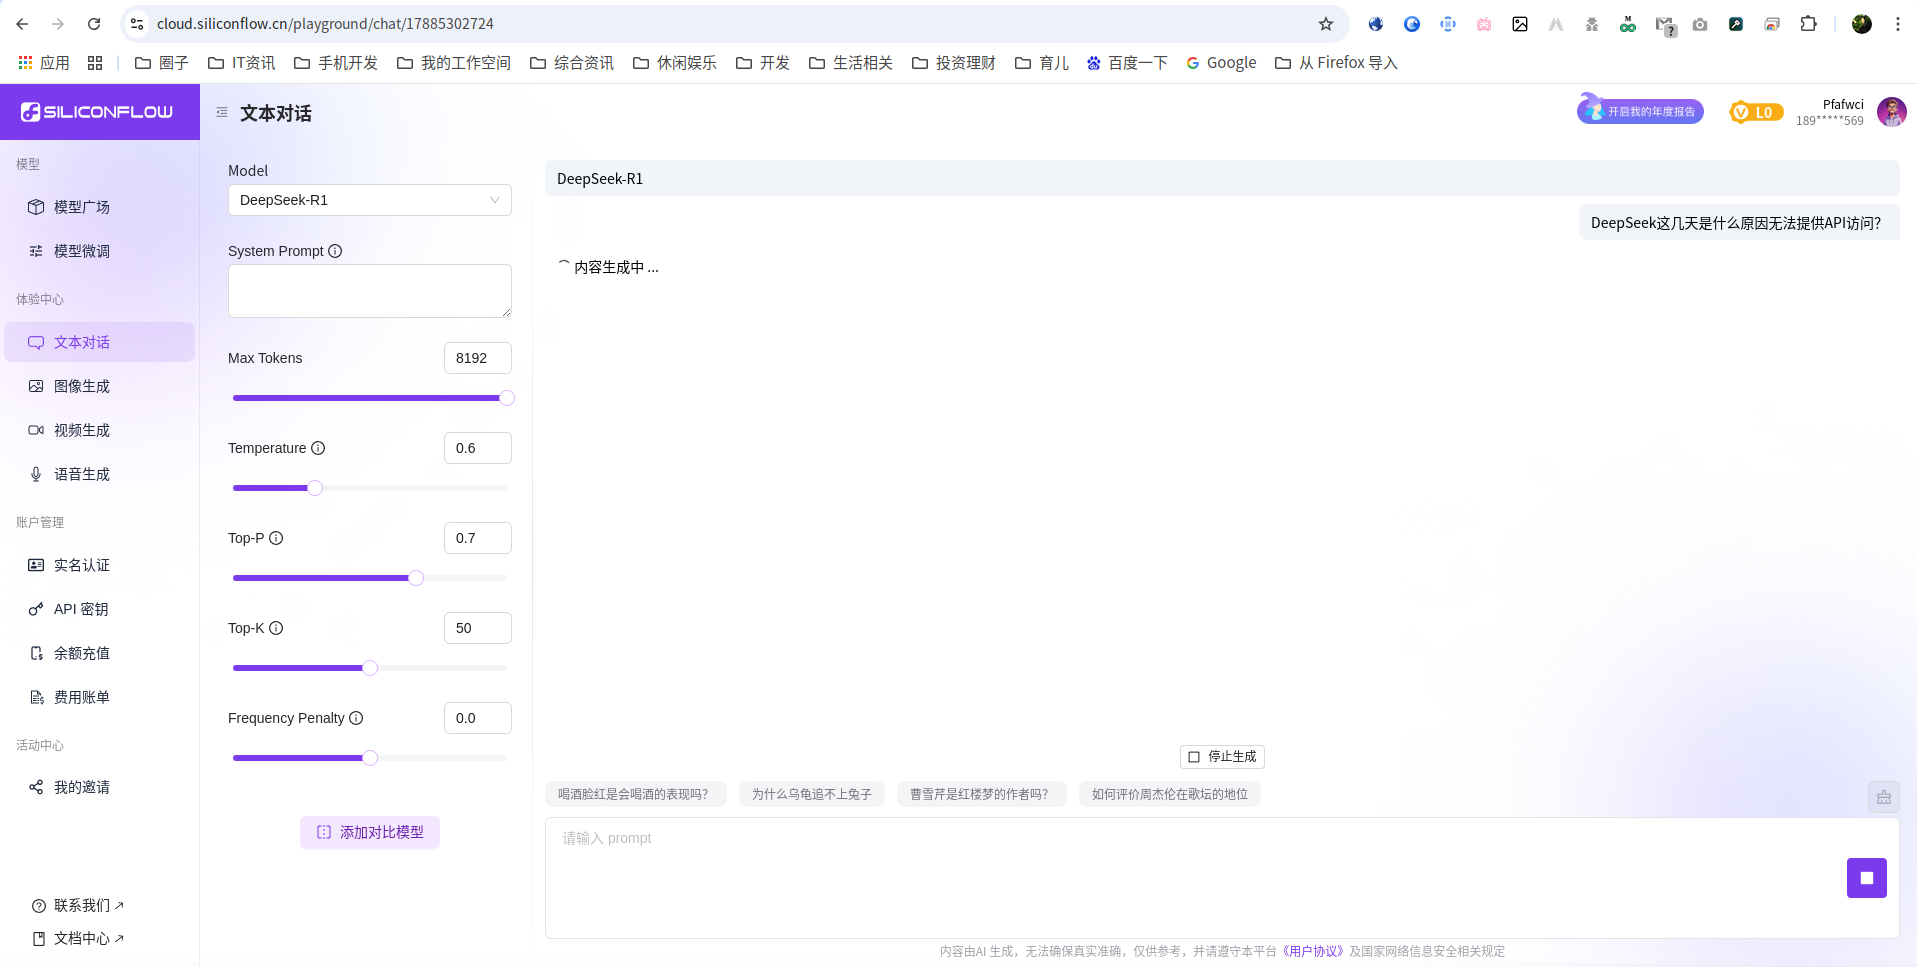 cloud.siliconflow.cn/playground/chat/17885302724
应用
圈子
IT资讯
手机开发
我的工作空间
综合资讯
休闲娱乐
开发
生活相关
投资理财
育儿
百度一下
Google
从 Firefox 导入
SILICONFLOW
文本对话
开启我的年度报告
L0
Pfafwci
189*****569
模型
模型广场
模型微调
体验中心
文本对话
图像生成
视频生成
语音生成
账户管理
实名认证
API 密钥
余额充值
费用账单
活动中心
我的邀请
联系我们
文档中心
Model
DeepSeek-R1
System Prompt
Max Tokens
8192
Temperature
0.6
Top-P
0.7
Top-K
50
Frequency Penalty
0.0
添加对比模型
DeepSeek-R1
DeepSeek这几天是什么原因无法提供API访问?
内容生成中 ...
停止生成
喝酒脸红是会喝酒的表现吗?
为什么乌龟追不上兔子
曹雪芹是红楼梦的作者吗?
如何评价周杰伦在歌坛的地位
请输入 prompt
内容由AI 生成，无法确保真实准确，仅供参考，并请遵守本平台《用户协议》及国家网络信息安全相关规定